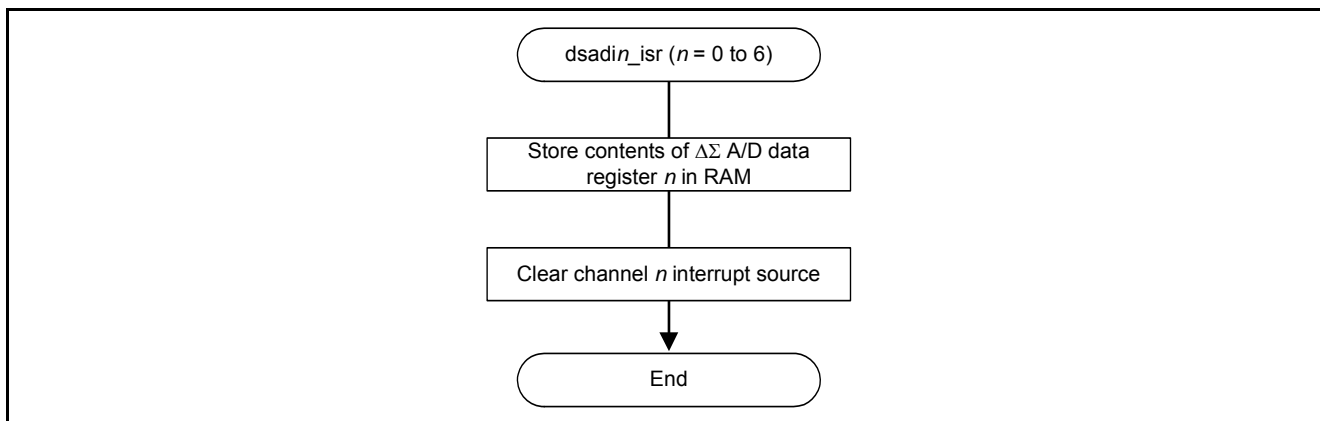 dsadin_isr (n = 0 to 6)
Store contents of ΔΣ A/D data
register n in RAM
Clear channel n interrupt source
End